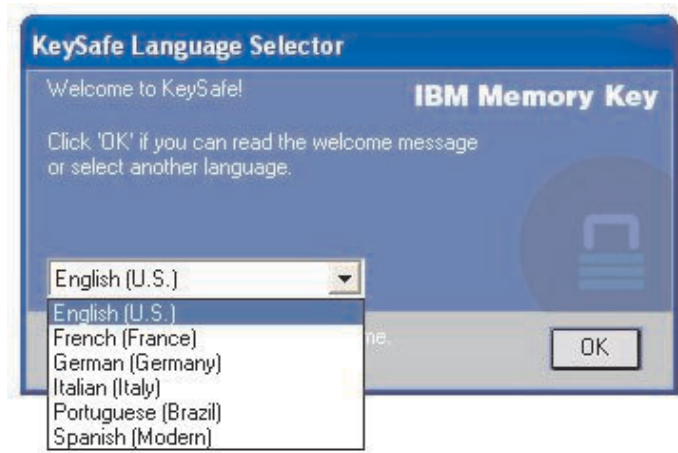 KeySafe Language Selector
Welcome to KeySafe!
IBM Memory Key
Click 'OK' if you can read the welcome message
or select another language.
English (U.S.)
English (U.S.)
French (France)
German (Germany)
Italian (Italy)
Portuguese (Brazil)
Spanish (Modern)
OK